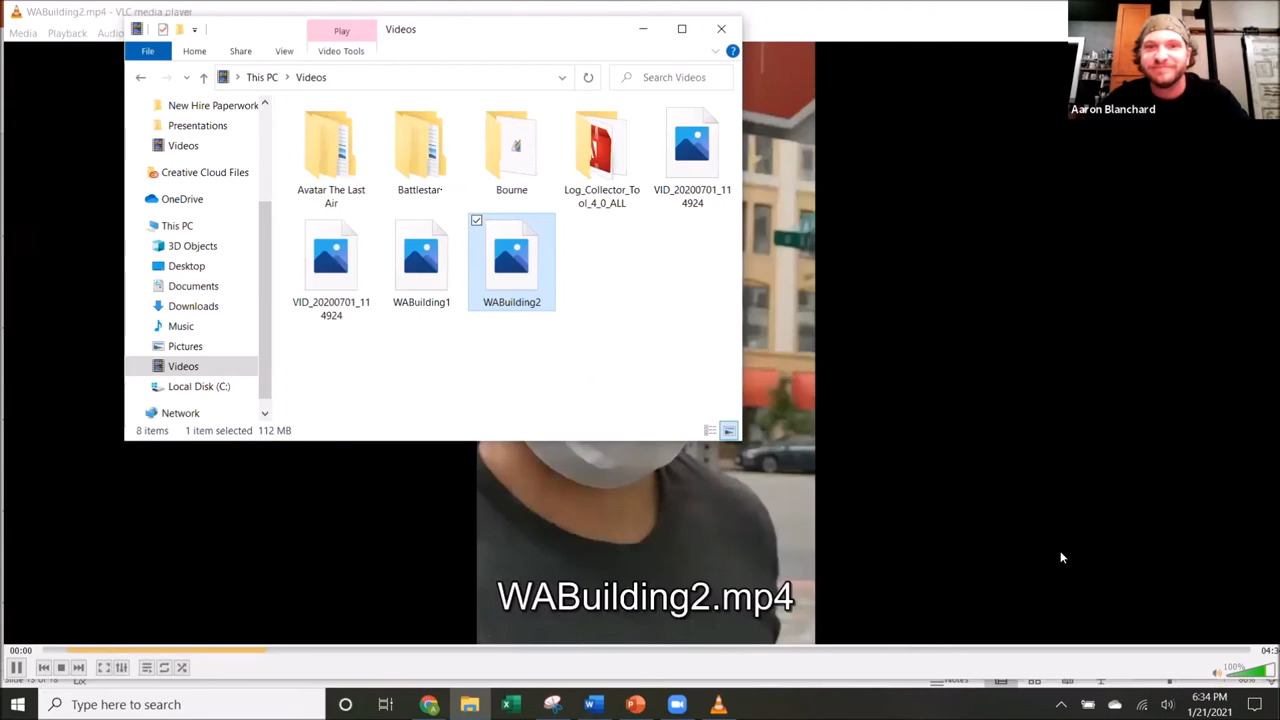 WABuilding2.mp4 - VLC media player
Media Playback Audio
Play Videos
File Home Share View Video Tools
This PC Videos Search Videos
New Hire Paperwork
Presentations
Videos
Creative Cloud Files
OneDrive
This PC
3D Objects
Desktop
Downloads
Documents
Music
Pictures
Videos
Local Disk (C:)
Network
Avatar The Last
Air
Battlestar
Bourne
Log_Collector_To
ol_4_0_ALL
VID_20200701_11
4924
VID_20200701_11
4924
WABuilding1
WABuilding2
8 items 1 item selected 112 MB
Aaron Blanchard
WABuilding2.mp4
00:00
100%
Type here to search
6:34 PM
1/21/2021